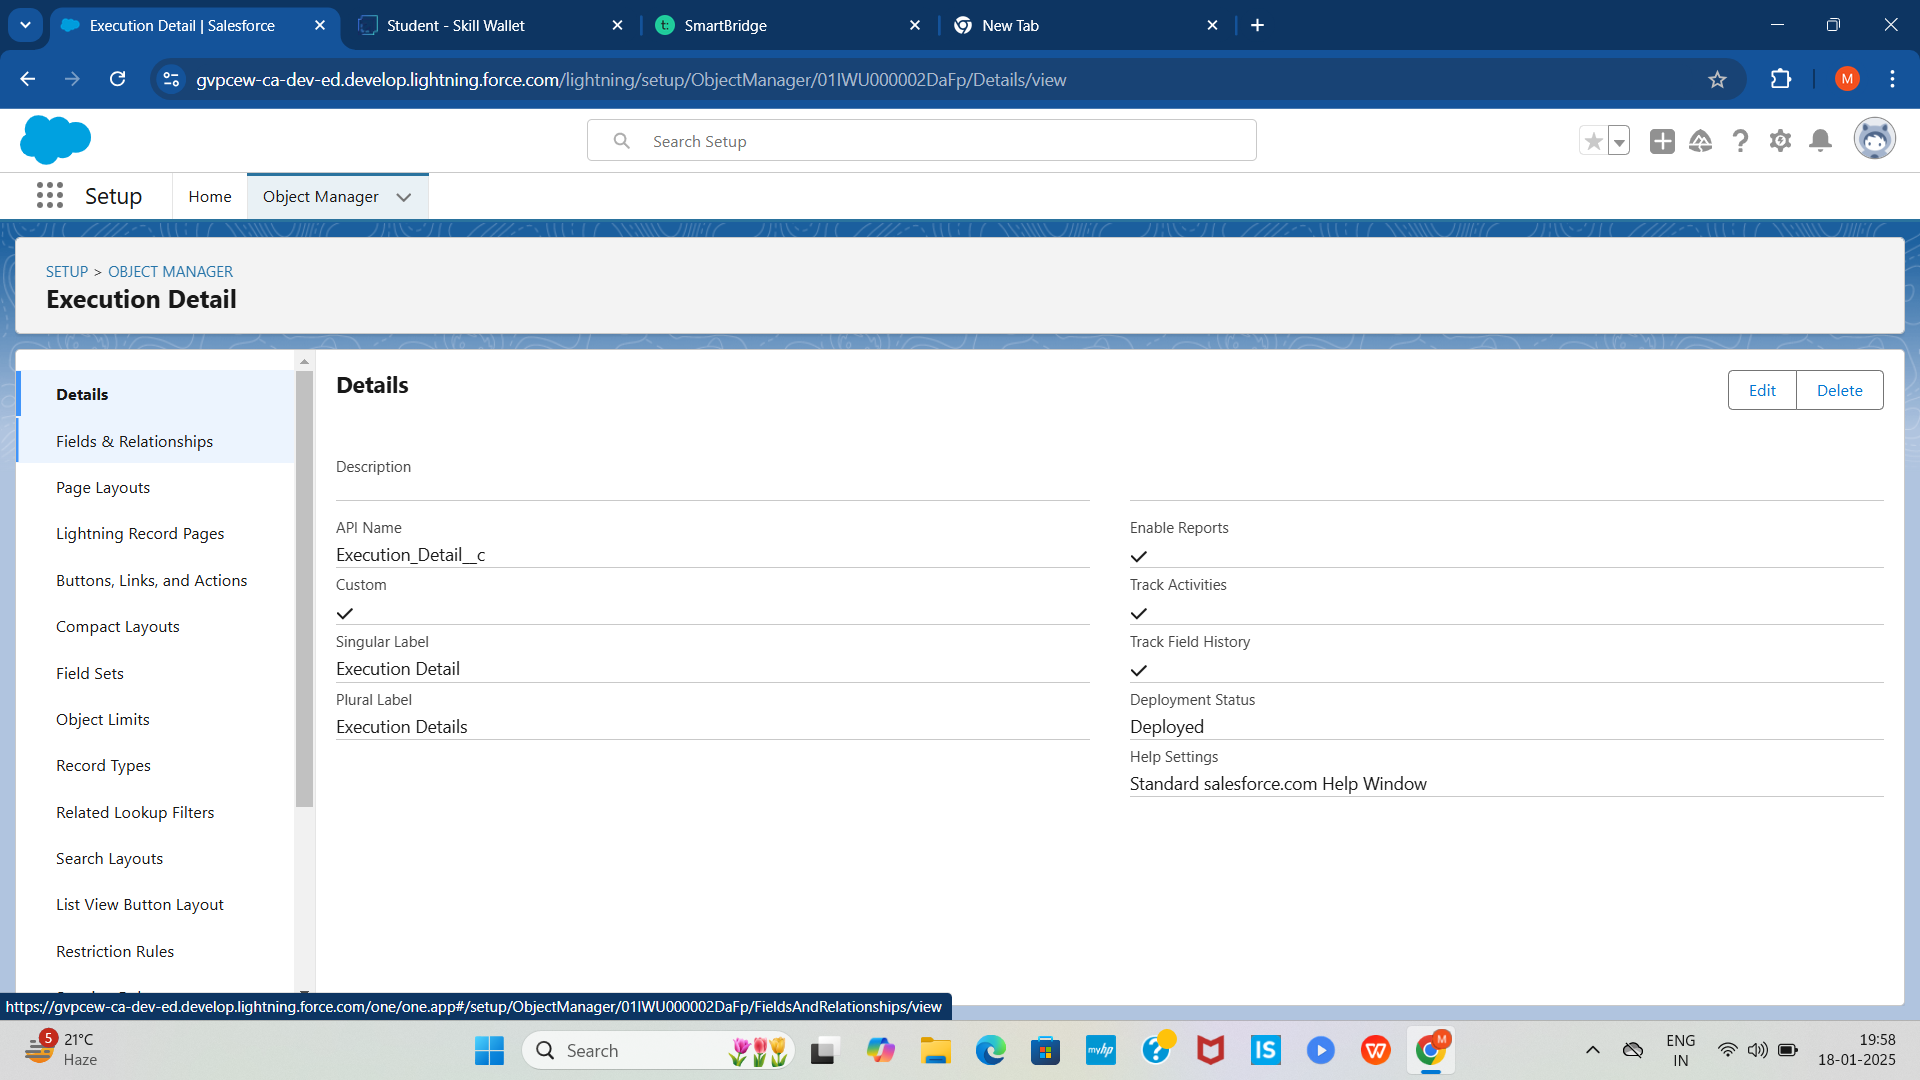 Execution Detail | Salesforce
Student - Skill Wallet
SmartBridge
New Tab
gvpcew-ca-dev-ed.develop.lightning.force.com/lightning/setup/ObjectManager/01IWU000002DaFp/Details/view
M
Search Setup
Setup
Home
Object Manager
SETUP > OBJECT MANAGER
Execution Detail
Details
Fields & Relationships
Page Layouts
Lightning Record Pages
Buttons, Links, and Actions
Compact Layouts
Field Sets
Object Limits
Record Types
Related Lookup Filters
Search Layouts
List View Button Layout
Restriction Rules
Details
Edit
Delete
Description
API Name
Execution_Detail__c
Custom
Singular Label
Execution Detail
Plural Label
Execution Details
Enable Reports
Track Activities
Track Field History
Deployment Status
Deployed
Help Settings
Standard salesforce.com Help Window
https://gvpcew-ca-dev-ed.develop.lightning.force.com/one/one.app#/setup/ObjectManager/01IWU000002DaFp/FieldsAndRelationships/view
5
21°C
Haze
Search
myhp
IS
M
ENG
IN
19:58
18-01-2025